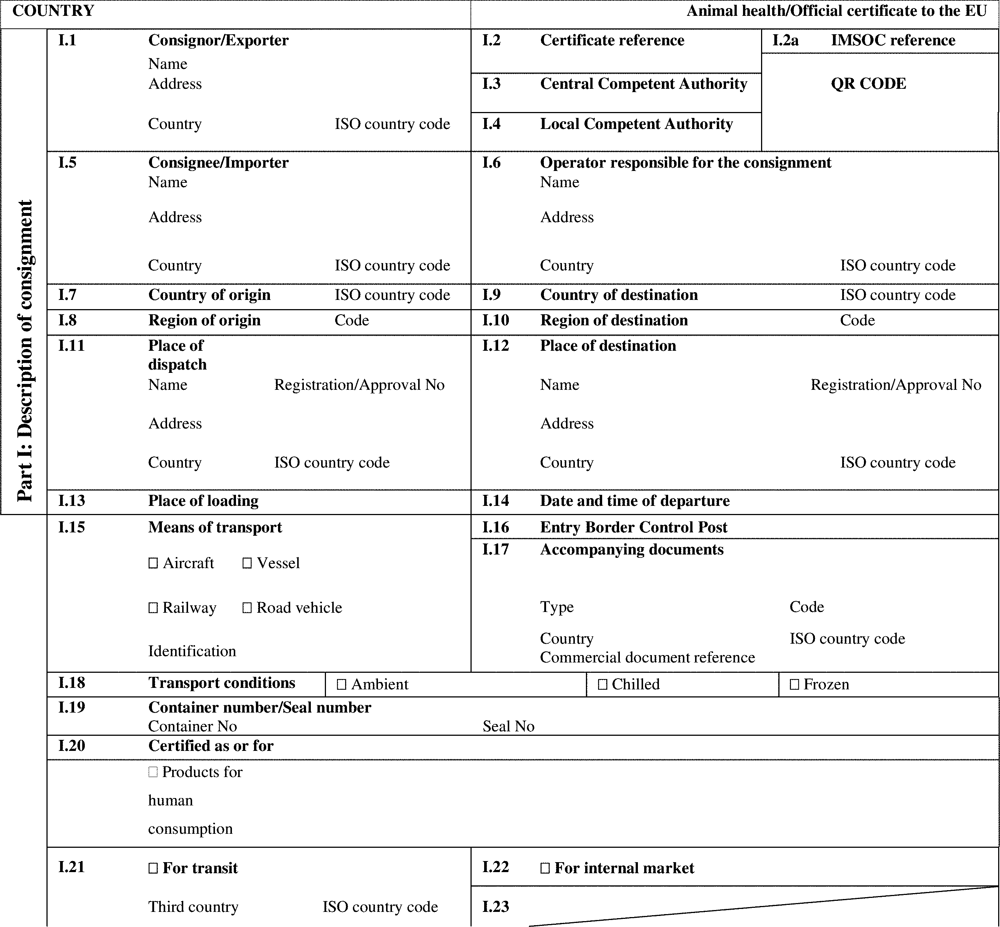 COUNTRY Animal health/Official certificate to the EU
Part I: Description of consignment
I.1 Consignor/Exporter
Name
Address
Country ISO country code
I.2 Certificate reference
I.2a IMSOC reference
QR CODE
I.3 Central Competent Authority
I.4 Local Competent Authority
I.5 Consignee/Importer
Name
Address
Country ISO country code
I.6 Operator responsible for the consignment
Name
Address
Country ISO country code
I.7 Country of origin ISO country code
I.9 Country of destination ISO country code
I.8 Region of origin Code
I.10 Region of destination Code
I.11 Place of
dispatch
Name Registration/Approval No
Address
Country ISO country code
I.12 Place of destination
Name Registration/Approval No
Address
Country ISO country code
I.13 Place of loading
I.14 Date and time of departure
I.15 Means of transport
☐ Aircraft ☐ Vessel
☐ Railway ☐ Road vehicle
Identification
I.16 Entry Border Control Post
I.17 Accompanying documents
Type Code
Country ISO country code
Commercial document reference
I.18 Transport conditions ☐ Ambient ☐ Chilled ☐ Frozen
I.19 Container number/Seal number
Container No Seal No
I.20 Certified as or for
☐ Products for
human
consumption
I.21 ☐ For transit
Third country ISO country code
I.22 ☐ For internal market
I.23